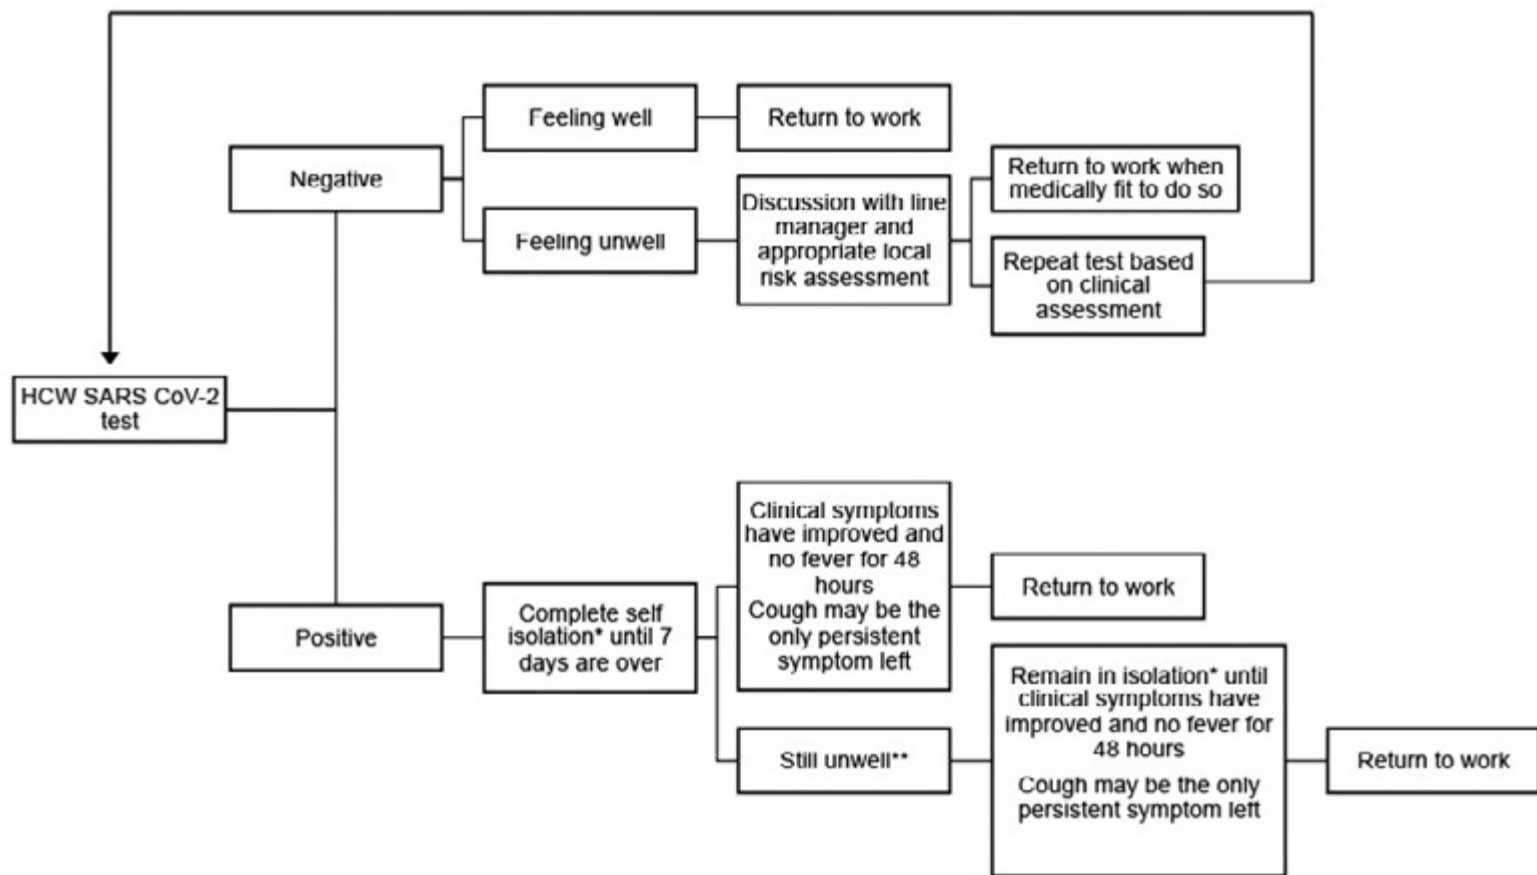 Feeling well
Return to work
Negative
Return to work when
medically fit to do so
Discussion with line
manager and
appropriate local
risk assessment
Feeling unwell
Repeat test based
on clinical
assessment
HCW SARS CoV-2
test
Clinical symptoms
have improved and
no fever for 48
hours
Cough may be the
only persistent
symptom left
Return to work
Positive
Complete self
isolation* until 7
days are over
Remain in isolation* until
clinical symptoms have
improved and no fever for
48 hours
Cough may be the only
persistent symptom left
Still unwell**
Return to work